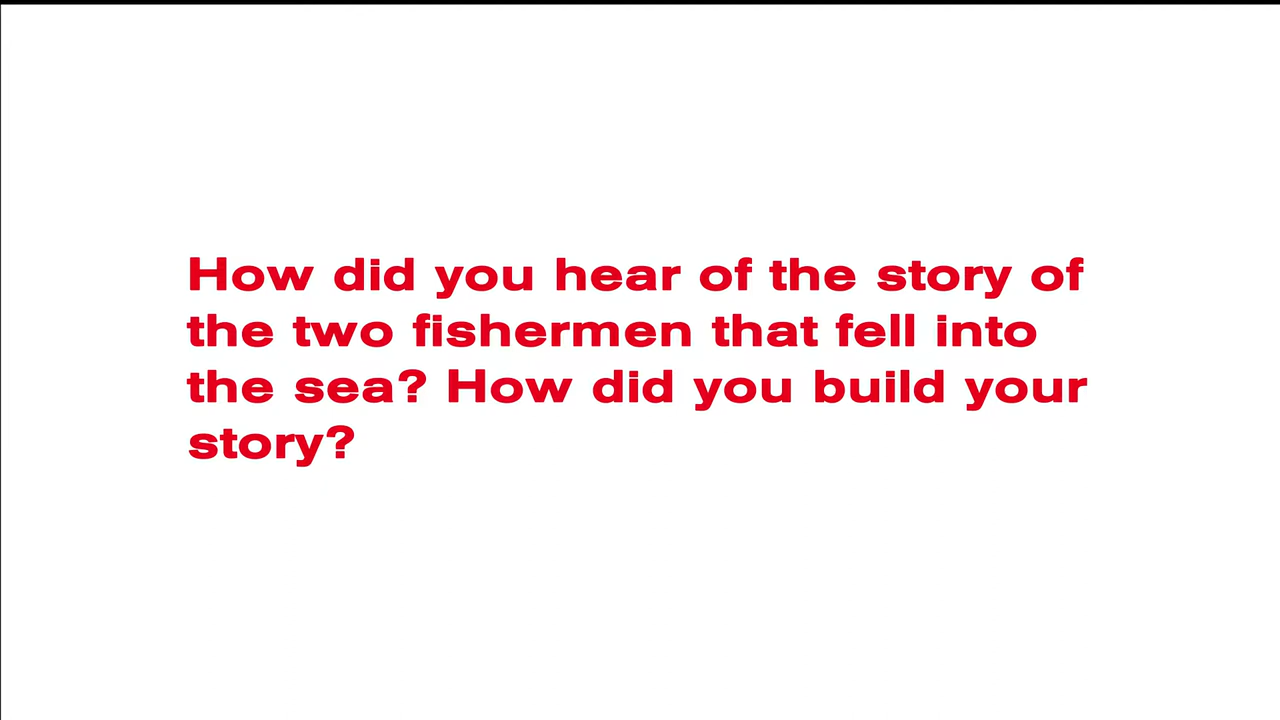 How did you hear of the story of
the two fishermen that fell into
the sea? How did you build your
story?